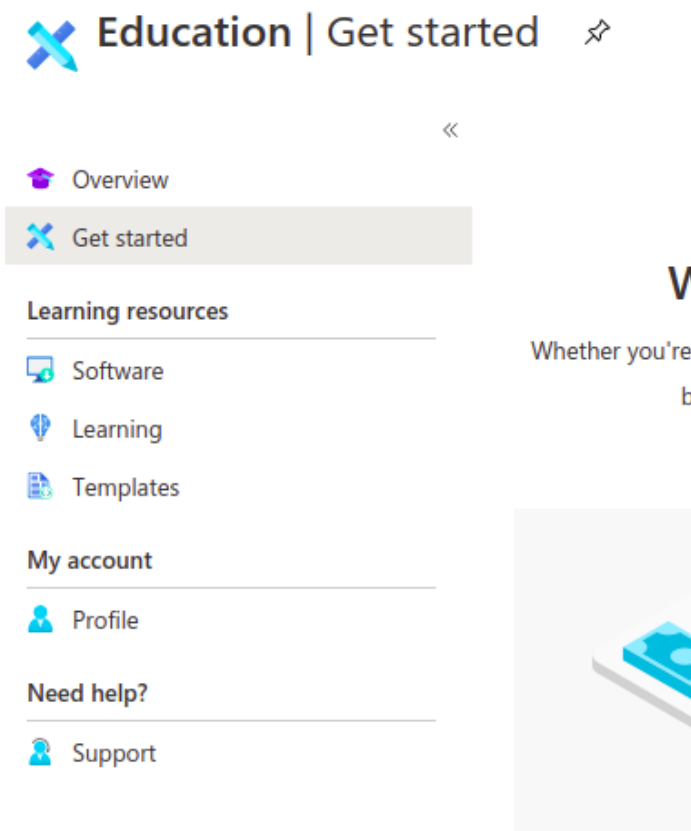 Education | Get started
«
Overview
Get started
Learning resources
Software
Learning
Templates
My account
Profile
Need help?
Support
Whether you're